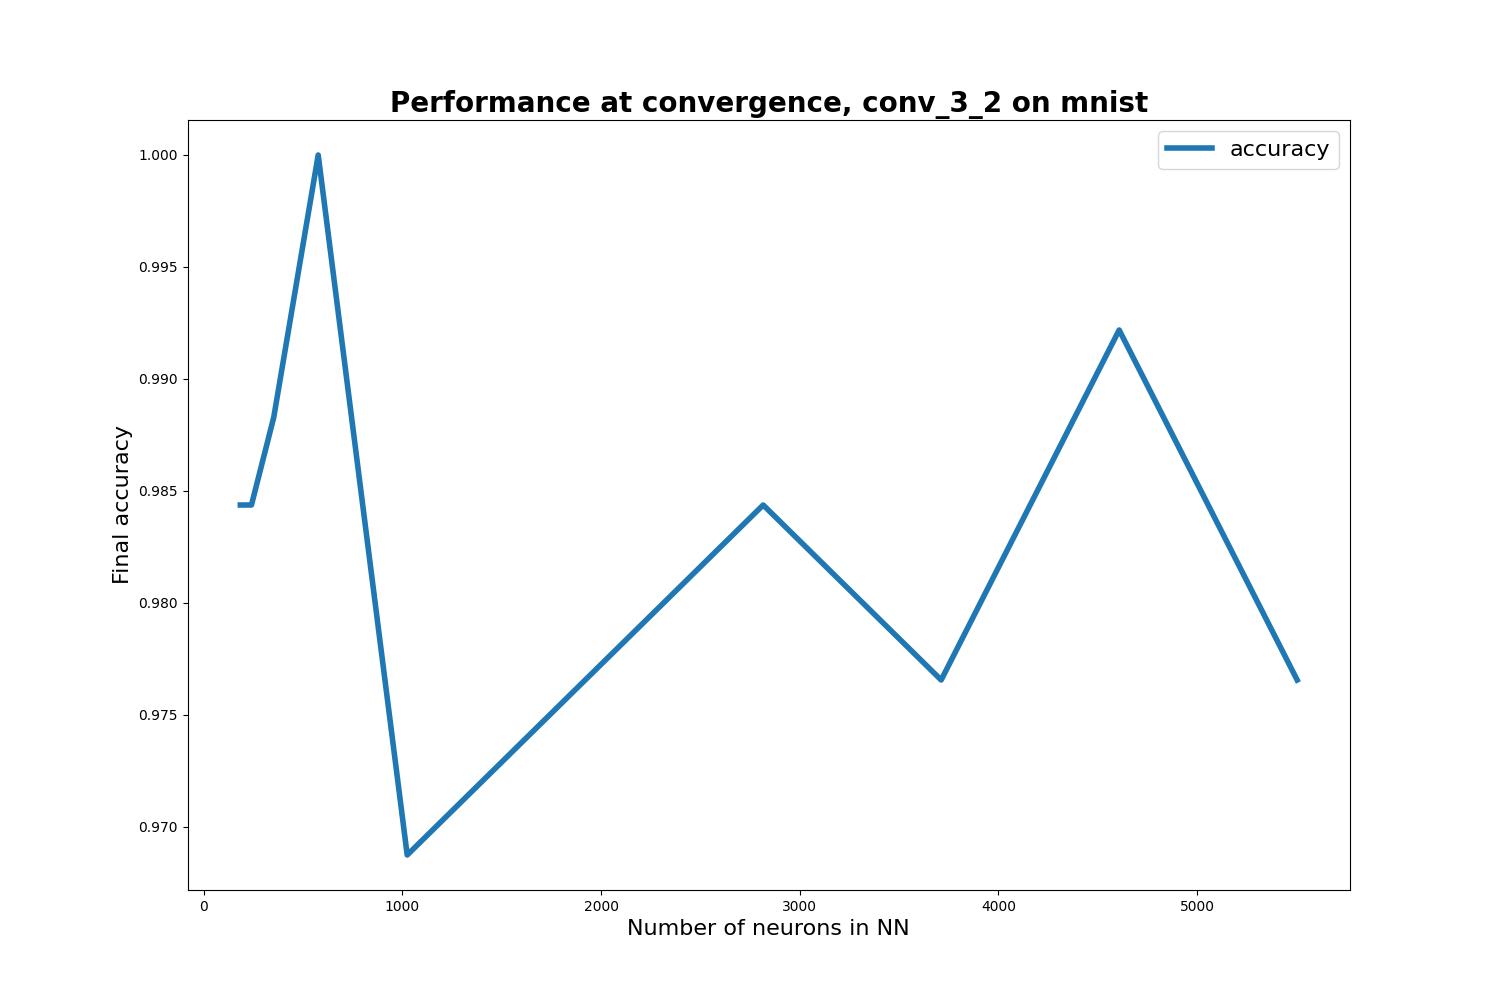 Performance at convergence, conv_3_2 on mnist
accuracy
1.000
0.995
0.990
0.985
0.980
0.975
0.970
Final accuracy
0 1000 2000 3000 4000 5000
Number of neurons in NN